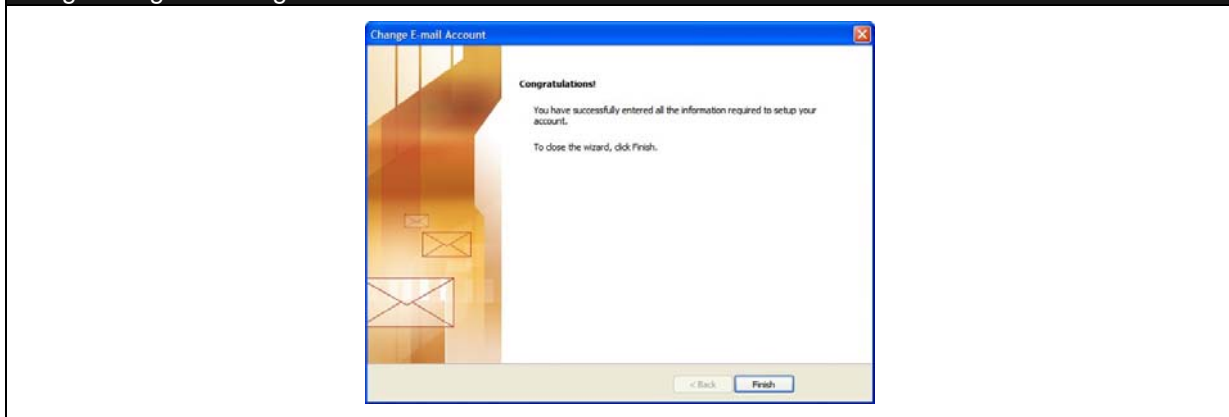 Change E-mail Account
Congratulations!
You have successfully entered all the information required to setup your
account.
To close the wizard, click Finish.
< Back
Finish